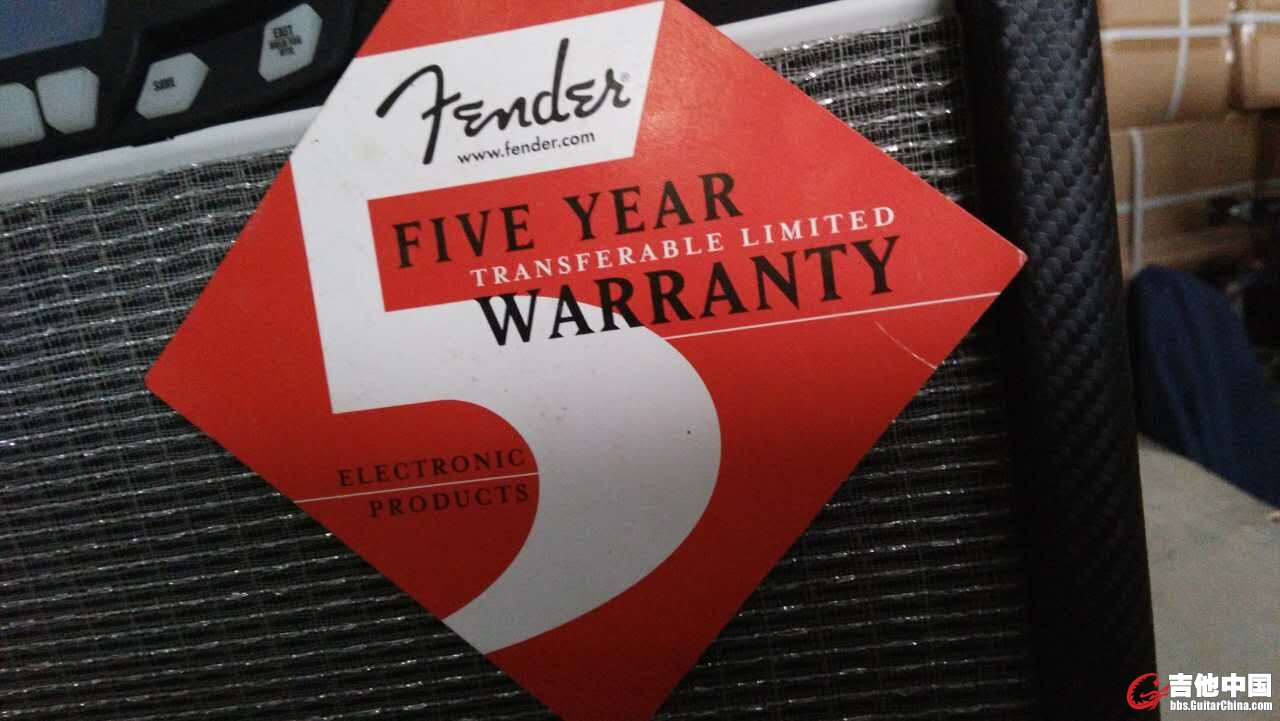 EXIT
SAVE
Fender®
www.fender.com
FIVE YEAR
TRANSFERABLE LIMITED
WARRANTY
ELECTRONIC
PRODUCTS
吉他中国
bbs.GuitarChina.com